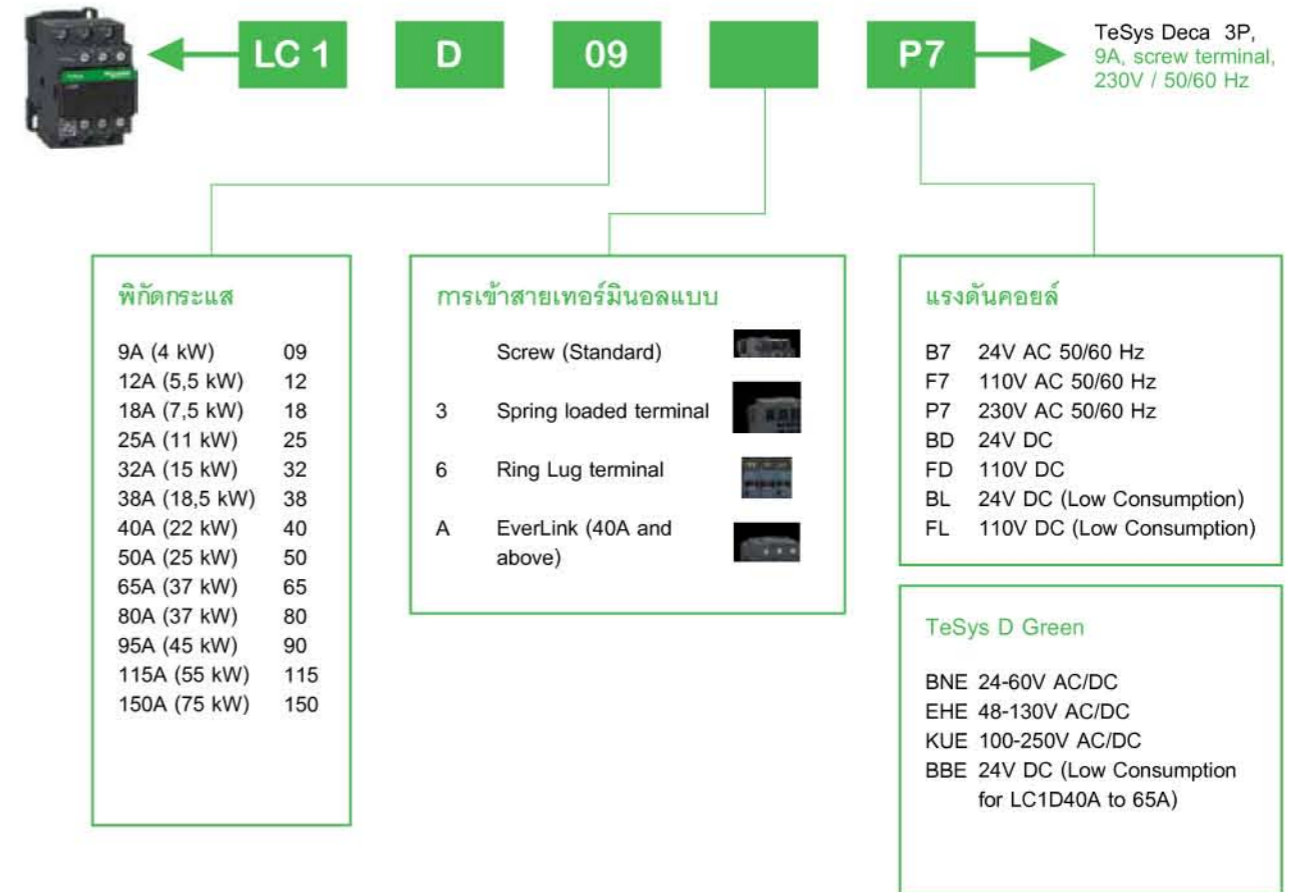 LC 1 D 09 P7
TeSys Deca 3P,
9A, screw terminal,
230V / 50/60 Hz
พิกัดกระแส
9A (4 kW) 09
12A (5,5 kW) 12
18A (7,5 kW) 18
25A (11 kW) 25
32A (15 kW) 32
38A (18,5 kW) 38
40A (22 kW) 40
50A (25 kW) 50
65A (37 kW) 65
80A (37 kW) 80
95A (45 kW) 90
115A (55 kW) 115
150A (75 kW) 150
การเข้าสายเทอร์มินอลแบบ
Screw (Standard)
3 Spring loaded terminal
6 Ring Lug terminal
A EverLink (40A and
above)
แรงดันคอยล์
B7 24V AC 50/60 Hz
F7 110V AC 50/60 Hz
P7 230V AC 50/60 Hz
BD 24V DC
FD 110V DC
BL 24V DC (Low Consumption)
FL 110V DC (Low Consumption)
TeSys D Green
BNE 24-60V AC/DC
EHE 48-130V AC/DC
KUE 100-250V AC/DC
BBE 24V DC (Low Consumption
for LC1D40A to 65A)